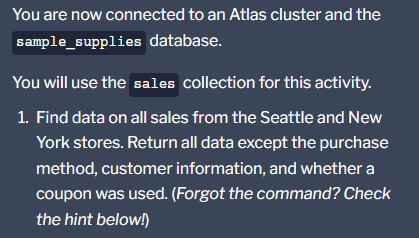 You are now connected to an Atlas cluster and the
sample_supplies database.
You will use the sales collection for this activity.
1. Find data on all sales from the Seattle and New
York stores. Return all data except the purchase
method, customer information, and whether a
coupon was used. (Forgot the command? Check
the hint below!)